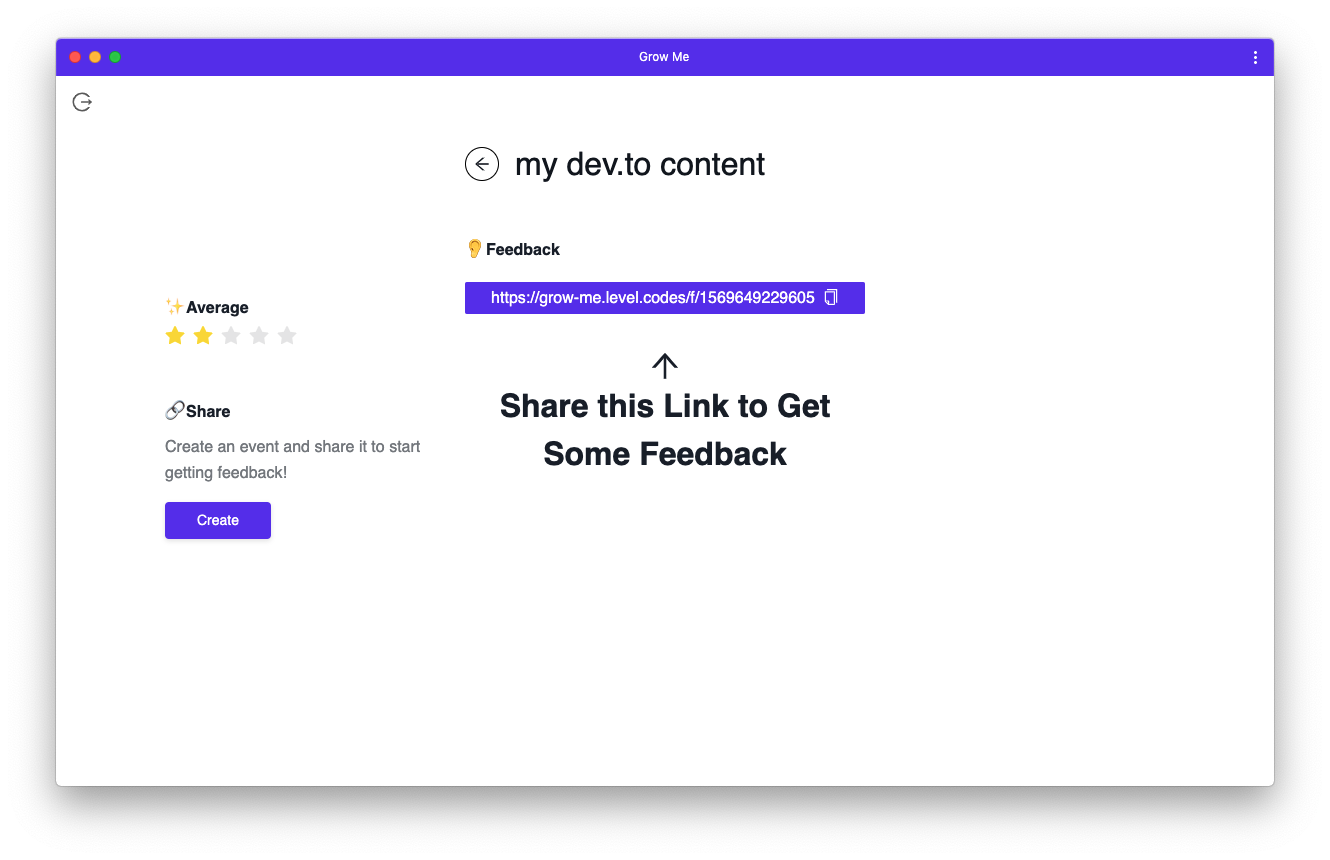 Grow Me
my dev.to content
👂Feedback
https://grow-me.level.codes/f/1569649229605
Share this Link to Get
Some Feedback
✨Average
🔗Share
Create an event and share it to start
getting feedback!
Create